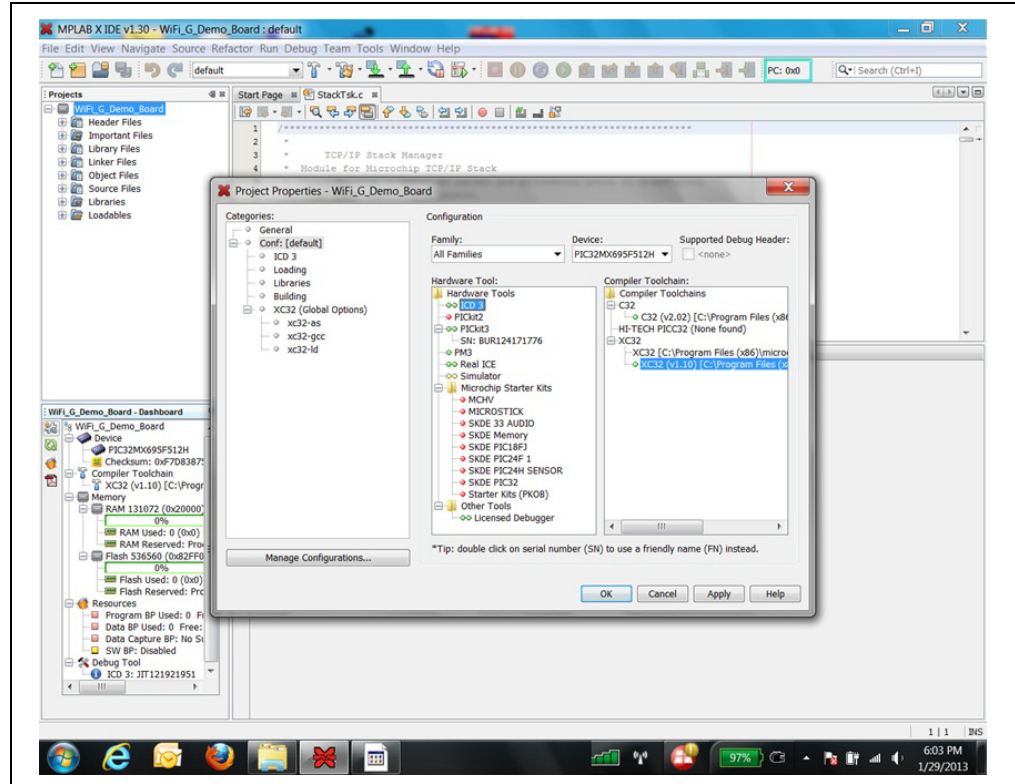 MPLAB X IDE v1.30 - WiFi_G_Demo_Board : default
File Edit View Navigate Source Refactor Run Debug Team Tools Window Help
default
PC: 0x0
Search (Ctrl+I)
Projects
WiFi_G_Demo_Board
Header Files
Important Files
Library Files
Linker Files
Object Files
Source Files
Libraries
Loadables
Start Page
StackTsk.c
1 /**********************************************************************
2 *
3 * TCP/IP Stack Manager
4 * Module for Microchip TCP/IP Stack
Project Properties - WiFi_G_Demo_Board
Categories:
General
Conf: [default]
ICD 3
Loading
Libraries
Building
XC32 (Global Options)
xc32-as
xc32-gcc
xc32-ld
Manage Configurations...
Configuration
Family:
All Families
Device:
PIC32MX695F512H
Supported Debug Header:
<none>
Hardware Tool:
Hardware Tools
ICD 3
PICkit2
PICkit3
SN: BUR124171776
PM3
Real ICE
Simulator
Microchip Starter Kits
MCHV
MICROSTICK
SKDE 33 AUDIO
SKDE Memory
SKDE PIC18FJ
SKDE PIC24F 1
SKDE PIC24H SENSOR
SKDE PIC32
Starter Kits (PKOB)
Other Tools
Licensed Debugger
Compiler Toolchain:
Compiler Toolchains
C32
C32 (v2.02) [C:\Program Files (x86
HI-TECH PICC32 (None found)
XC32
XC32 [C:\Program Files (x86)\micro
XC32 (v1.10) [C:\Program Files (x
*Tip: double click on serial number (SN) to use a friendly name (FN) instead.
OK
Cancel
Apply
Help
WiFi_G_Demo_Board - Dashboard
WiFi_G_Demo_Board
Device
PIC32MX695F512H
Checksum: 0xF7D8387
Compiler Toolchain
XC32 (v1.10) [C:\Progr
Memory
RAM 131072 (0x20000)
0%
RAM Used: 0 (0x0)
RAM Reserved: Pro
Flash 536560 (0x82FF0
0%
Flash Used: 0 (0x0)
Flash Reserved: Prc
Resources
Program BP Used: 0 F
Data BP Used: 0 Free:
Data Capture BP: No S
SW BP: Disabled
Debug Tool
ICD 3: JIT121921951
1 | 1 INS
97%
6:03 PM
1/29/2013